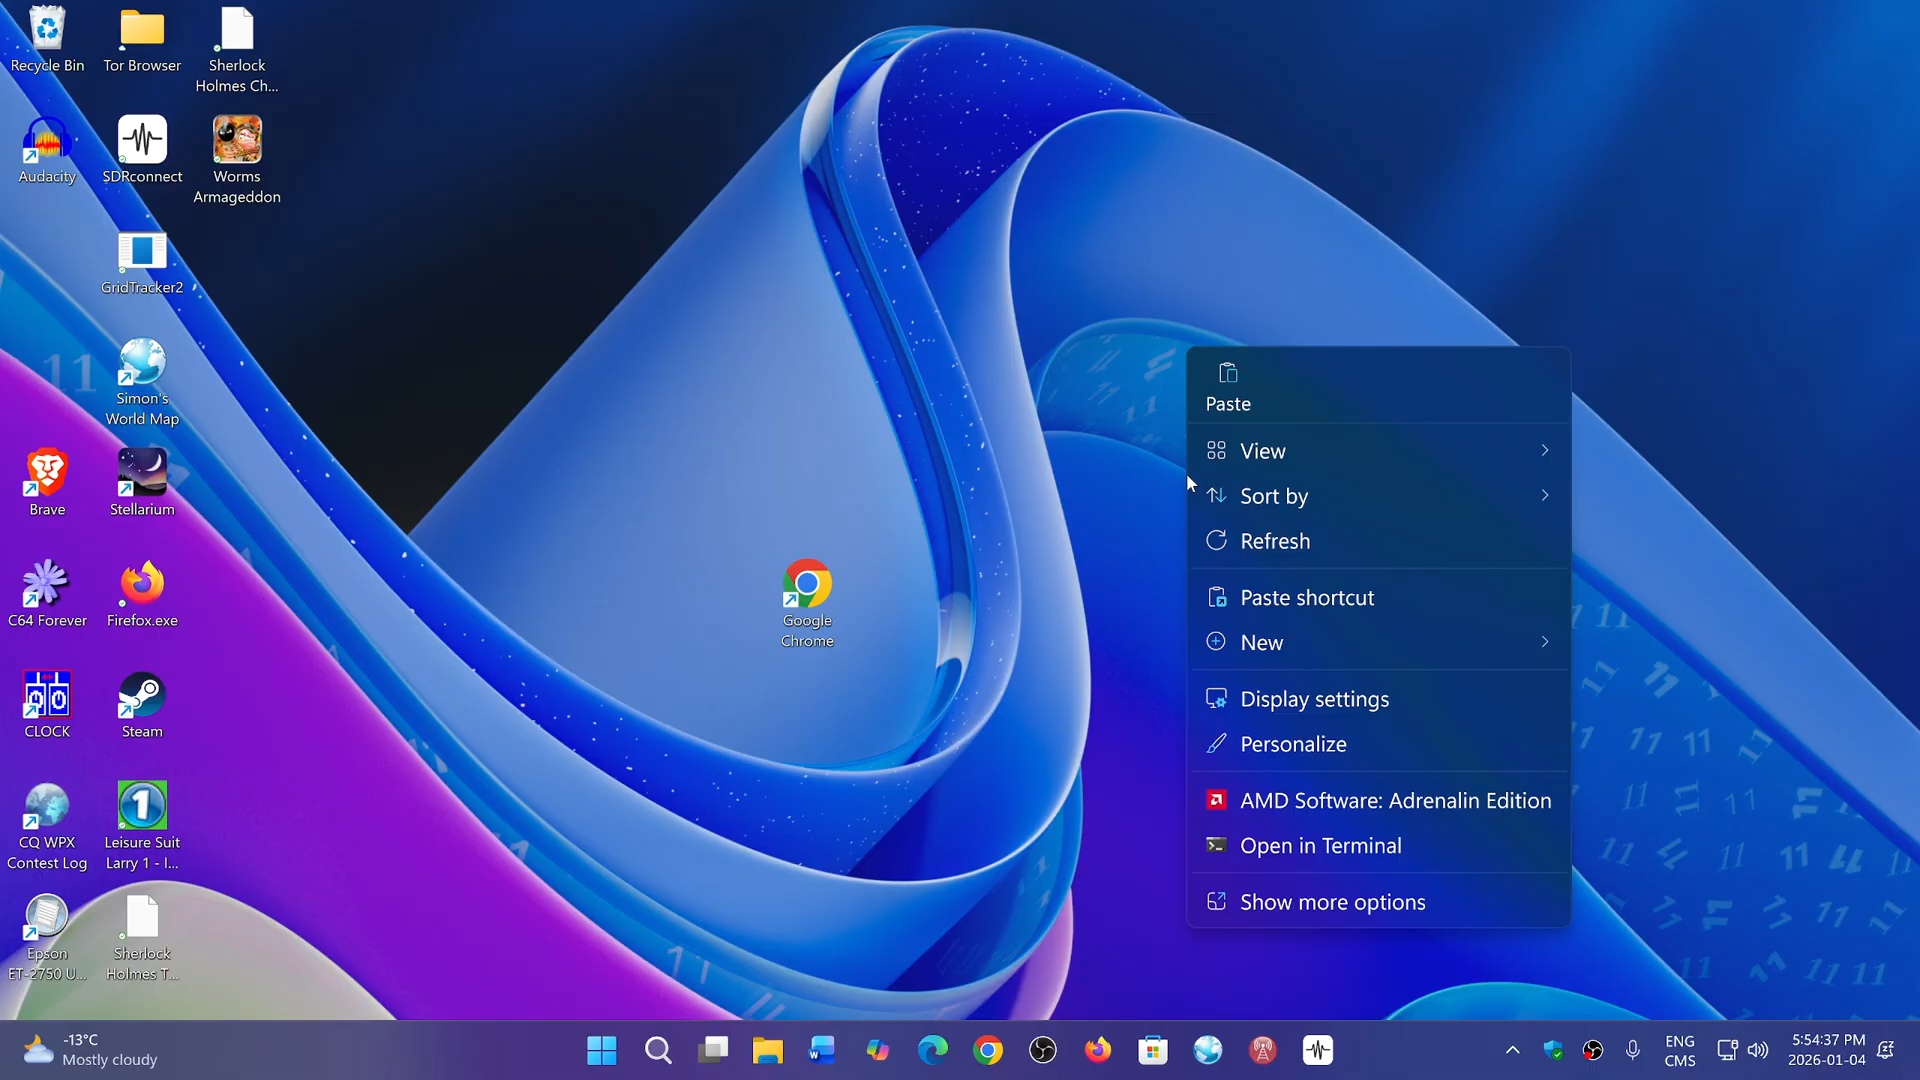 Recycle Bin
Tor Browser
Sherlock
Holmes Ch...
Audacity
SDRconnect
Worms
Armageddon
GridTracker2
Simon's
World Map
Brave
Stellarium
C64 Forever
Firefox.exe
CLOCK
Steam
CQ WPX
Contest Log
Leisure Suit
Larry 1 - I...
Epson
ET-2750 U...
Sherlock
Holmes T...
Google
Chrome
Paste
View
Sort by
Refresh
Paste shortcut
New
Display settings
Personalize
AMD Software: Adrenalin Edition
Open in Terminal
Show more options
-13°C
Mostly cloudy
ENG
CMS
5:54:37 PM
2026-01-04